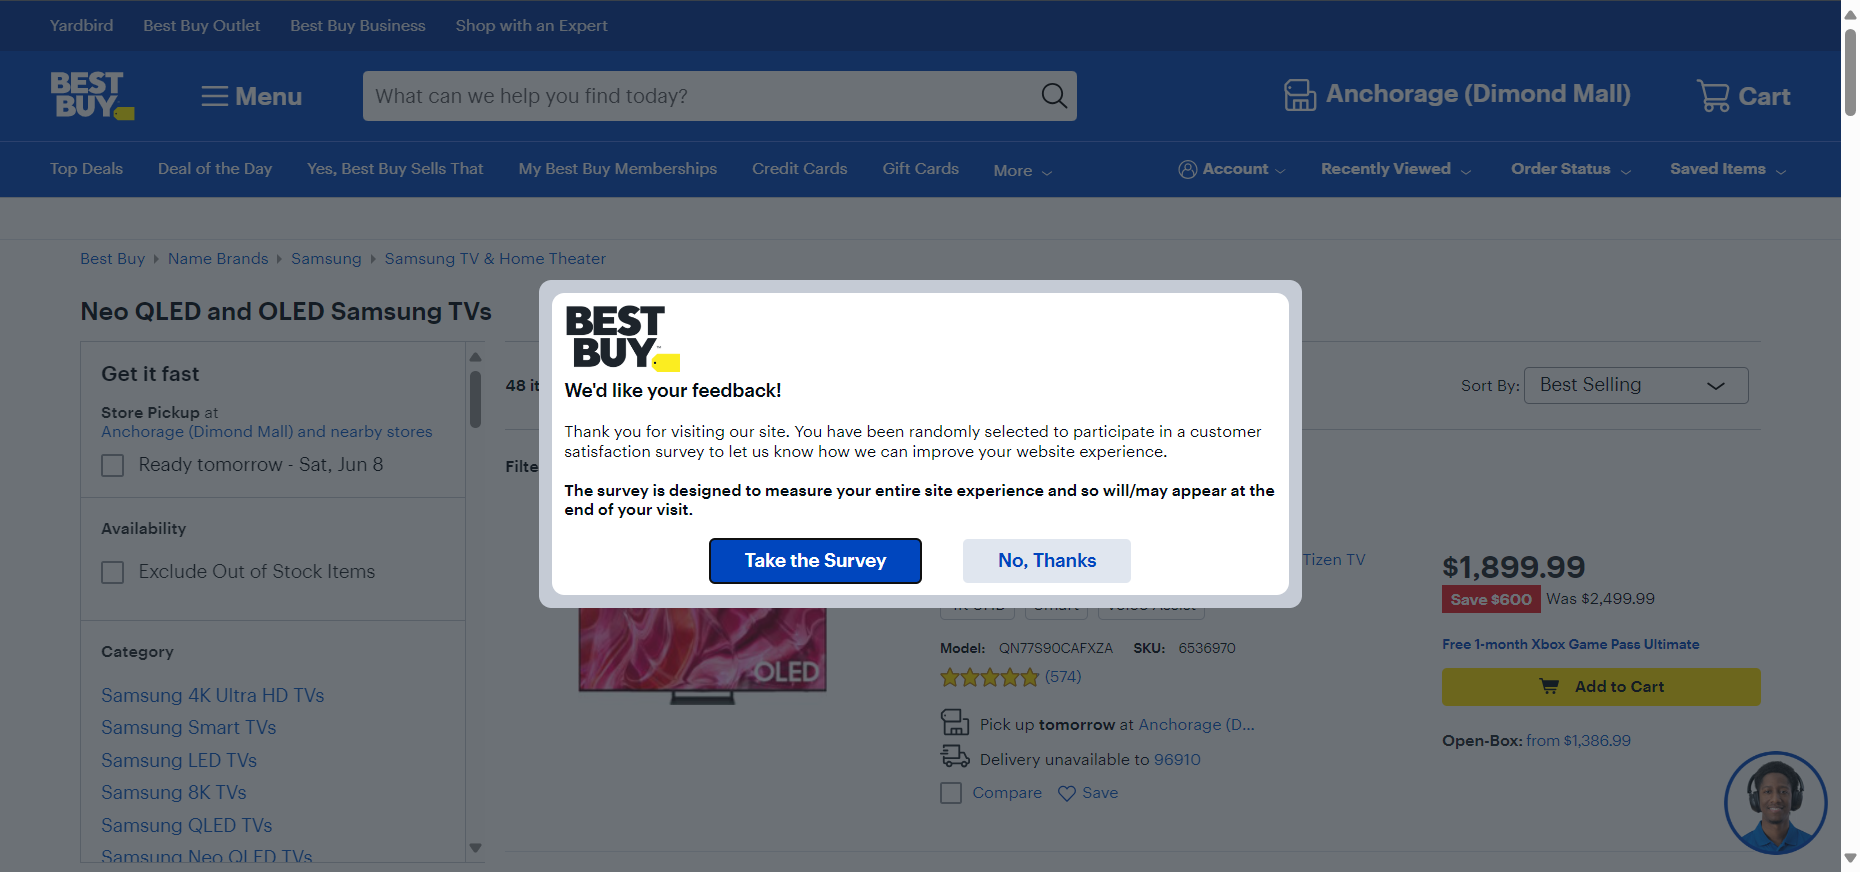 Yardbird
Best Buy Outlet
Best Buy Business
Shop with an Expert
BEST
BUY
Menu
What can we help you find today?
Anchorage (Dimond Mall)
Cart
Top Deals
Deal of the Day
Yes, Best Buy Sells That
My Best Buy Memberships
Credit Cards
Gift Cards
More
Account
Recently Viewed
Order Status
Saved Items
Best Buy
Name Brands
Samsung
Samsung TV & Home Theater
Neo QLED and OLED Samsung TVs
Get it fast
Store Pickup at
Anchorage (Dimond Mall) and nearby stores
Ready tomorrow - Sat, Jun 8
Availability
Exclude Out of Stock Items
Category
Samsung 4K Ultra HD TVs
Samsung Smart TVs
Samsung LED TVs
Samsung 8K TVs
Samsung QLED TVs
Samsung Neo QLED TVs
48
Sort By:
Best Selling
BEST
BUY™
We'd like your feedback!
Thank you for visiting our site. You have been randomly selected to participate in a customer
satisfaction survey to let us know how we can improve your website experience.
The survey is designed to measure your entire site experience and so will/may appear at the
end of your visit.
Take the Survey
No, Thanks
Tizen TV
OLED
Model: QN77S90CAFXZA SKU: 6536970
(574)
Pick up tomorrow at Anchorage (D...
Delivery unavailable to 96910
Compare
Save
$1,899.99
Save $600
Was $2,499.99
Free 1-month Xbox Game Pass Ultimate
Add to Cart
Open-Box: from $1,386.99